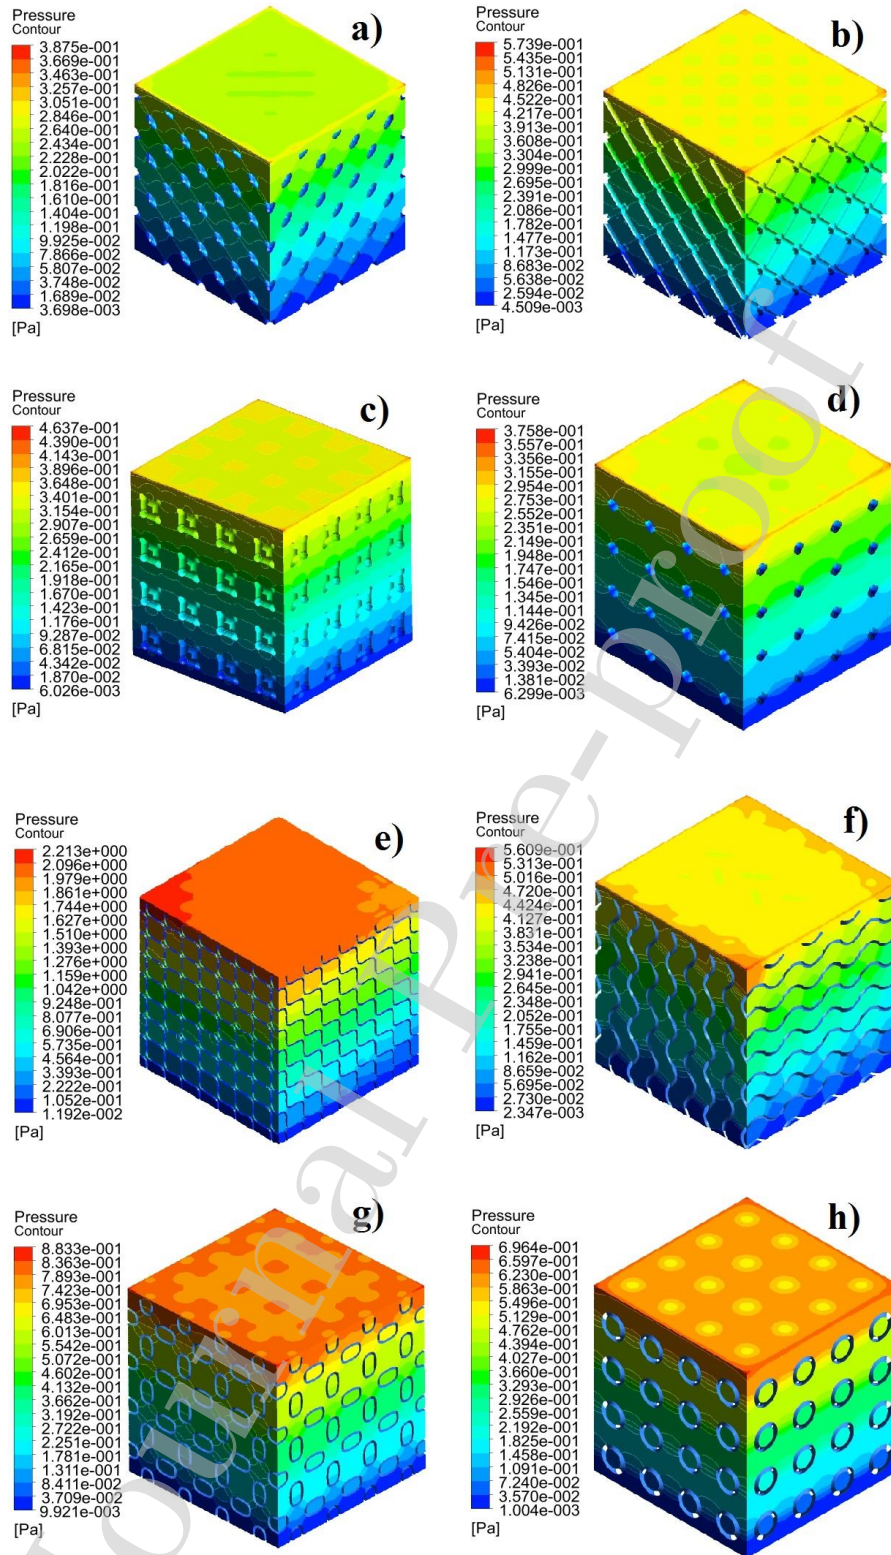 Pressure
Contour
3.875e-001
3.669e-001
3.463e-001
3.257e-001
3.051e-001
2.846e-001
2.640e-001
2.434e-001
2.228e-001
2.022e-001
1.816e-001
1.610e-001
1.404e-001
1.198e-001
9.925e-002
7.866e-002
5.807e-002
3.748e-002
1.689e-002
3.698e-003
[Pa]
a)
Pressure
Contour
5.739e-001
5.435e-001
5.131e-001
4.826e-001
4.522e-001
4.217e-001
3.913e-001
3.608e-001
3.304e-001
2.999e-001
2.695e-001
2.391e-001
2.086e-001
1.782e-001
1.477e-001
1.173e-001
8.683e-002
5.638e-002
2.594e-002
4.509e-003
[Pa]
b)
Pressure
Contour
4.637e-001
4.390e-001
4.143e-001
3.896e-001
3.648e-001
3.401e-001
3.154e-001
2.907e-001
2.659e-001
2.412e-001
2.165e-001
1.918e-001
1.670e-001
1.423e-001
1.176e-001
9.287e-002
6.815e-002
4.342e-002
1.870e-002
6.026e-003
[Pa]
c)
Pressure
Contour
3.758e-001
3.557e-001
3.356e-001
3.155e-001
2.954e-001
2.753e-001
2.552e-001
2.351e-001
2.149e-001
1.948e-001
1.747e-001
1.546e-001
1.345e-001
1.144e-001
9.426e-002
7.415e-002
5.404e-002
3.393e-002
1.381e-002
6.299e-003
[Pa]
d)
Pressure
Contour
2.213e+000
2.096e+000
1.979e+000
1.861e+000
1.744e+000
1.627e+000
1.510e+000
1.393e+000
1.276e+000
1.159e+000
1.042e+000
9.248e-001
8.077e-001
6.906e-001
5.735e-001
4.564e-001
3.393e-001
2.222e-001
1.052e-001
1.192e-002
[Pa]
e)
Pressure
Contour
5.609e-001
5.313e-001
5.016e-001
4.720e-001
4.424e-001
4.127e-001
3.831e-001
3.534e-001
3.238e-001
2.941e-001
2.645e-001
2.348e-001
2.052e-001
1.755e-001
1.459e-001
1.162e-001
8.659e-002
5.695e-002
2.730e-002
2.347e-003
[Pa]
f)
Pressure
Contour
8.833e-001
8.363e-001
7.893e-001
7.423e-001
6.953e-001
6.483e-001
6.013e-001
5.542e-001
5.072e-001
4.602e-001
4.132e-001
3.662e-001
3.192e-001
2.722e-001
2.251e-001
1.781e-001
1.311e-001
8.411e-002
3.709e-002
9.921e-003
[Pa]
g)
Pressure
Contour
6.964e-001
6.597e-001
6.230e-001
5.863e-001
5.496e-001
5.129e-001
4.762e-001
4.394e-001
4.027e-001
3.660e-001
3.293e-001
2.926e-001
2.559e-001
2.192e-001
1.825e-001
1.458e-001
1.091e-001
7.240e-002
3.570e-002
1.004e-003
[Pa]
h)
Journal Pre-proof